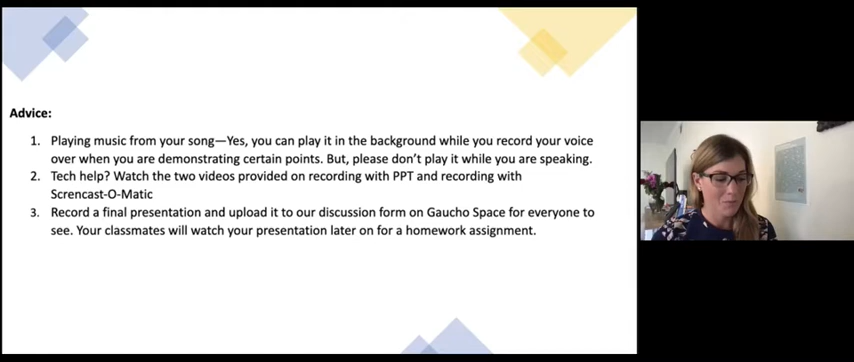 Advice:
1. Playing music from your song—Yes, you can play it in the background while you record your voice
over when you are demonstrating certain points. But, please don't play it while you are speaking.
2. Tech help? Watch the two videos provided on recording with PPT and recording with
Screncast-O-Matic
3. Record a final presentation and upload it to our discussion form on Gaucho Space for everyone to
see. Your classmates will watch your presentation later on for a homework assignment.